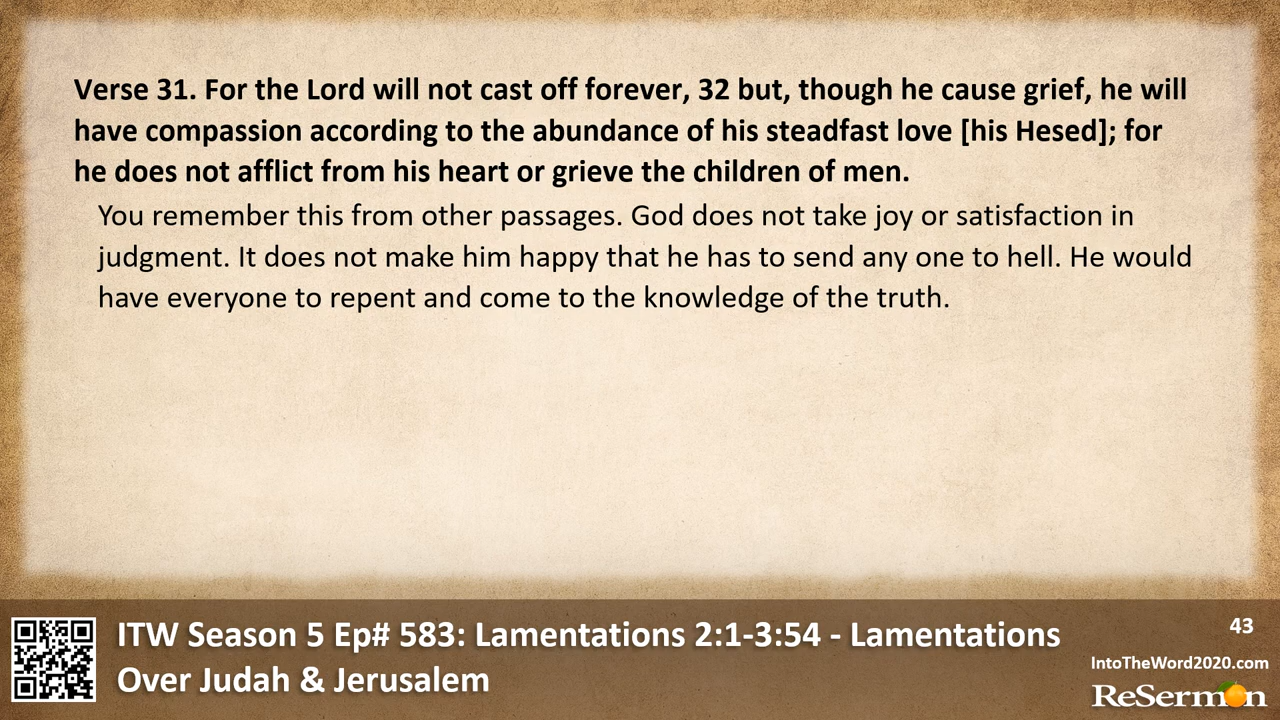 Verse 31. For the Lord will not cast off forever, 32 but, though he cause grief, he will
have compassion according to the abundance of his steadfast love [his Hesed]; for
he does not afflict from his heart or grieve the children of men.
You remember this from other passages. God does not take joy or satisfaction in
judgment. It does not make him happy that he has to send any one to hell. He would
have everyone to repent and come to the knowledge of the truth.
ITW Season 5 Ep# 583: Lamentations 2:1-3:54 - Lamentations
Over Judah & Jerusalem
43
IntoTheWord2020.com
ReSermon